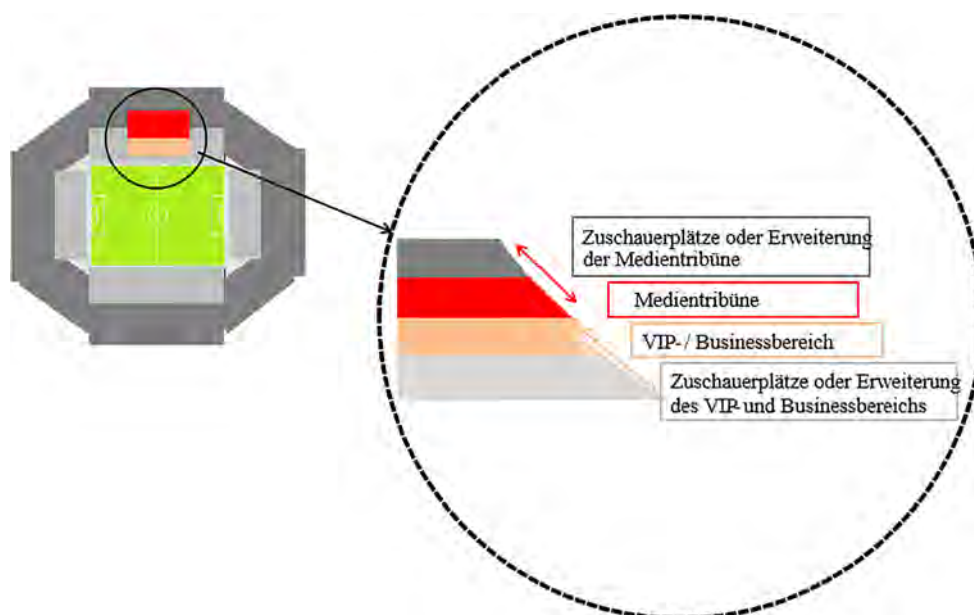 Zuschauerplätze oder Erweiterung
der Medientribüne
Medientribüne
VIP- / Businessbereich
Zuschauerplätze oder Erweiterung
des VIP- und Businessbereichs